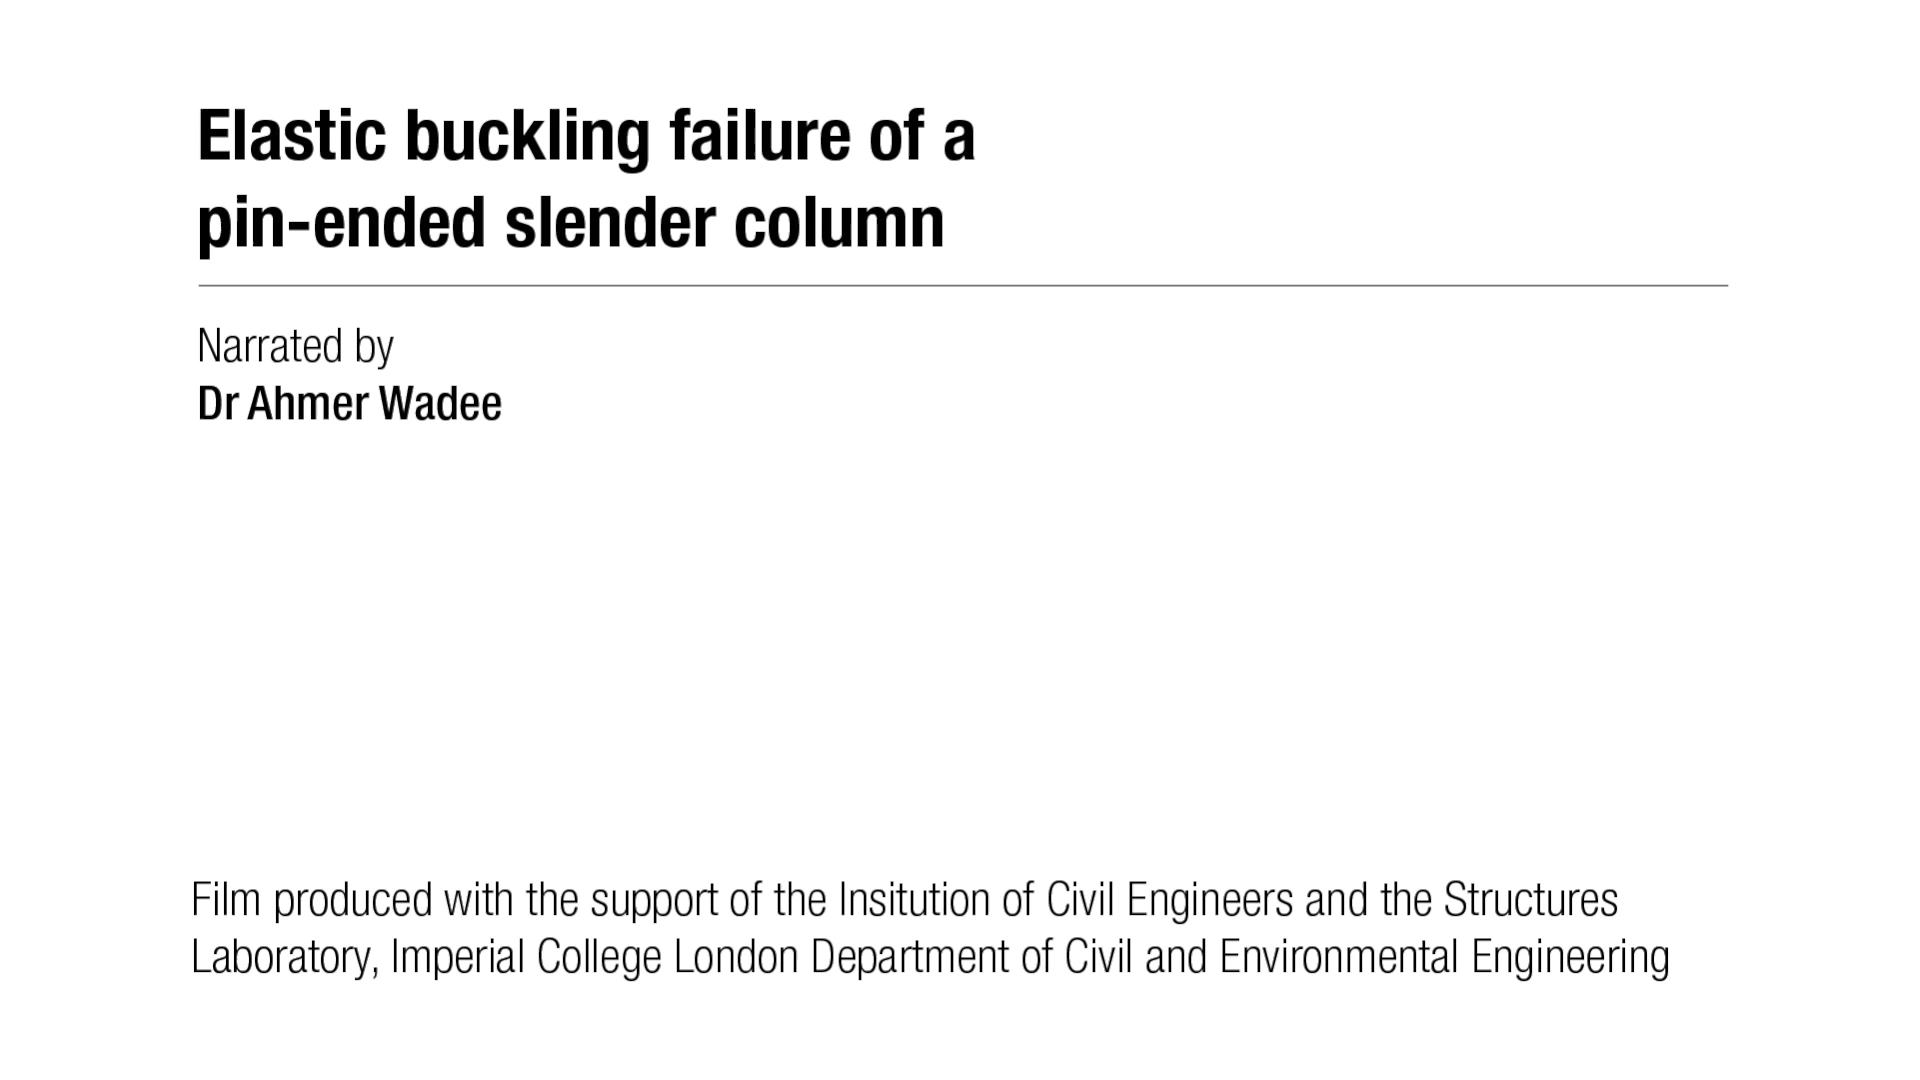 Elastic buckling failure of a
pin-ended slender column
Narrated by
Dr Ahmer Wadee
Film produced with the support of the Insitution of Civil Engineers and the Structures
Laboratory, Imperial College London Department of Civil and Environmental Engineering